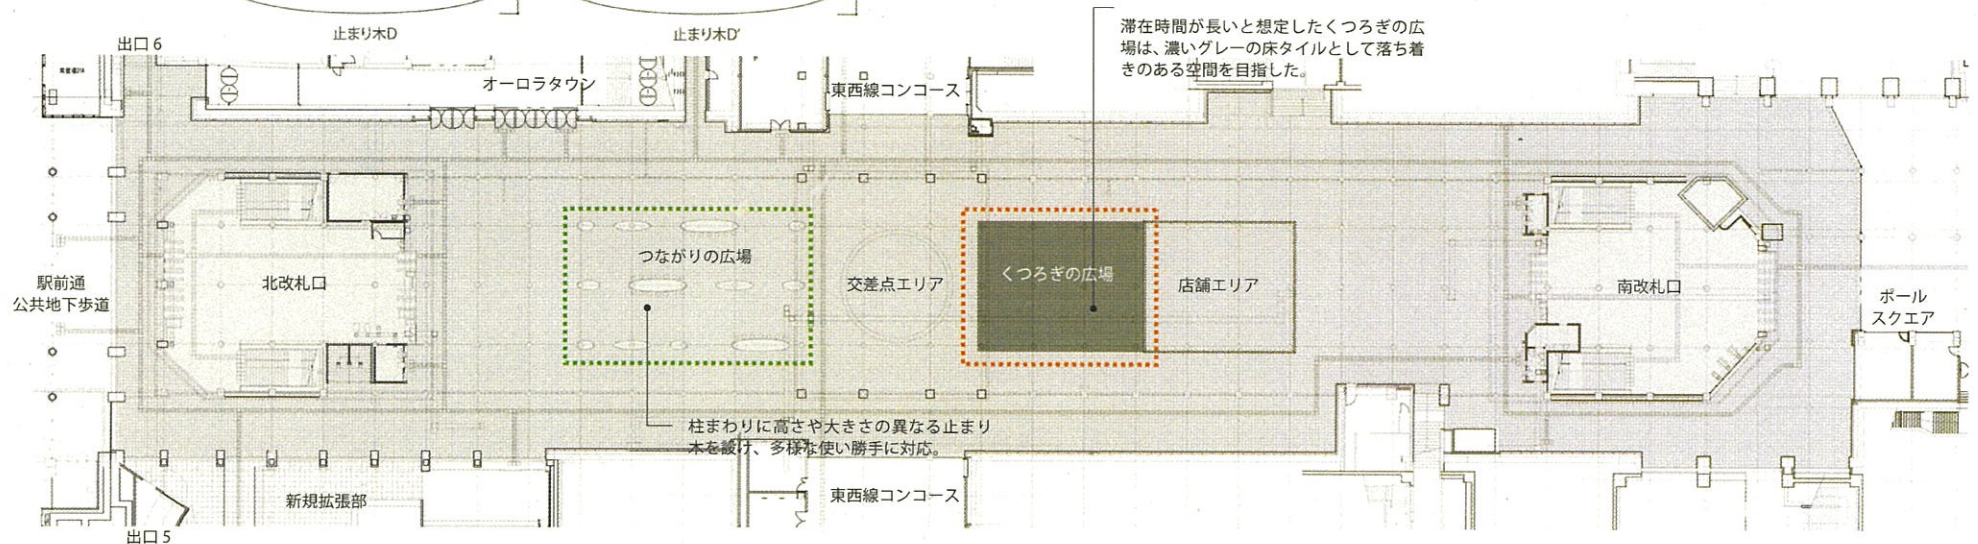 止まり木D
止まり木D'
滞在時間が長いと想定したくつろぎの広
場は、濃いグレーの床タイルとして落ち着
きのある空間を目指した。
出口 6
オーロラタウン
東西線コンコース
つながりの広場
駅前通
公共地下歩道
北改札口
交差点エリア
くつろぎの広場
店舗エリア
南改札口
ポール
スクエア
柱まわりに高さや大きさの異なる止まり
木を設け、多様な使い勝手に対応。
新規拡張部
東西線コンコース
出口 5